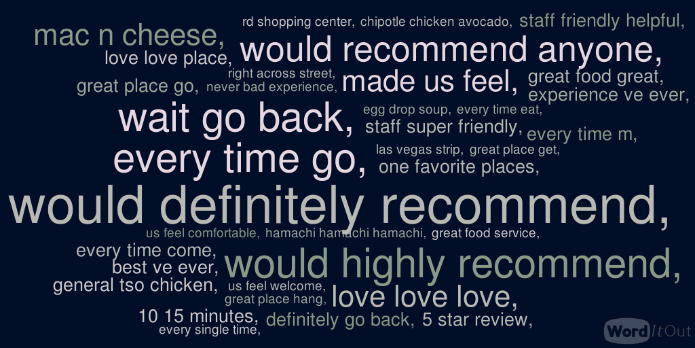 rd shopping center, chipotle chicken avocado, staff friendly helpful,
mac n cheese,
love love place, would recommend anyone,
right across street,
great place go, never bad experience, made us feel, great food great,
experience ve ever,
egg drop soup, every time eat,
wait go back, staff super friendly, every time m,
every time go, las vegas strip, great place get,
one favorite places,
would definitely recommend,
us feel comfortable, hamachi hamachi hamachi, great food service,
every time come,
best ve ever, would highly recommend,
general tso chicken, us feel welcome,
great place hang, love love love,
10 15 minutes, definitely go back, 5 star review,
every single time,
WordItOut